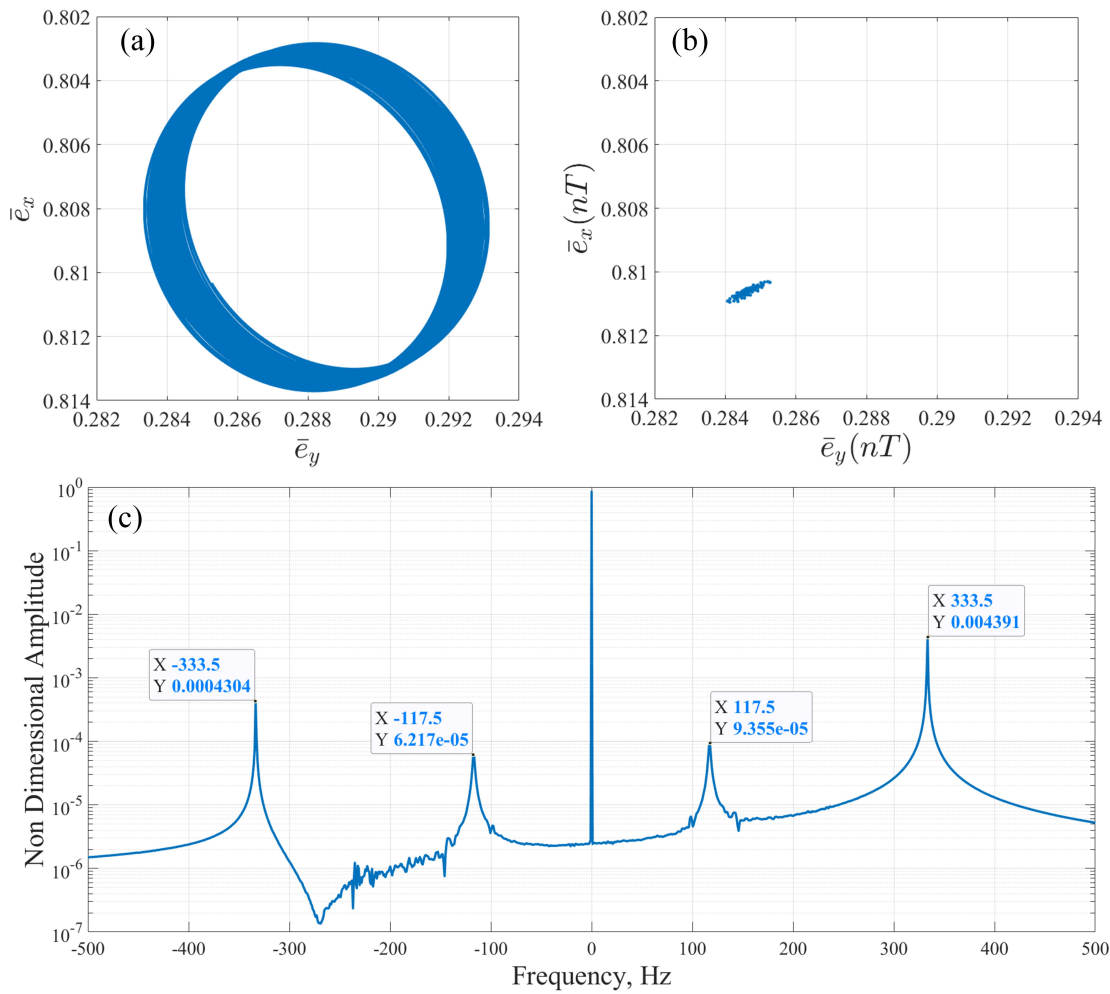 (a)
0.802
0.804
0.806
0.808
0.81
0.812
0.814
ē_x
0.282 0.284 0.286 0.288 0.29 0.292 0.294
ē_y
(b)
0.802
0.804
0.806
0.808
0.81
0.812
0.814
ē_x(nT)
0.282 0.284 0.286 0.288 0.29 0.292 0.294
ē_y(nT)
(c)
10^0
10^-1
10^-2
10^-3
10^-4
10^-5
10^-6
10^-7
Non Dimensional Amplitude
X -333.5
Y 0.0004304
X -117.5
Y 6.217e-05
X 117.5
Y 9.355e-05
X 333.5
Y 0.004391
-500 -400 -300 -200 -100 0 100 200 300 400 500
Frequency, Hz